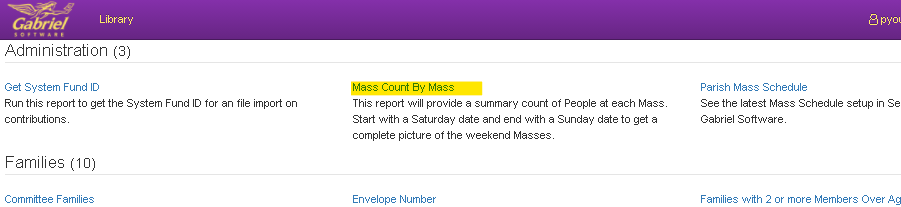 Gabriel
SOFTWARE
Library
Administration (3)
Get System Fund ID
Run this report to get the System Fund ID for an file import on
contributions.
Mass Count By Mass
This report will provide a summary count of People at each Mass.
Start with a Saturday date and end with a Sunday date to get a
complete picture of the weekend Masses.
Parish Mass Schedule
See the latest Mass Schedule setup in Se
Gabriel Software.
Families (10)
Committee Families
Envelope Number
Families with 2 or more Members Over Ag